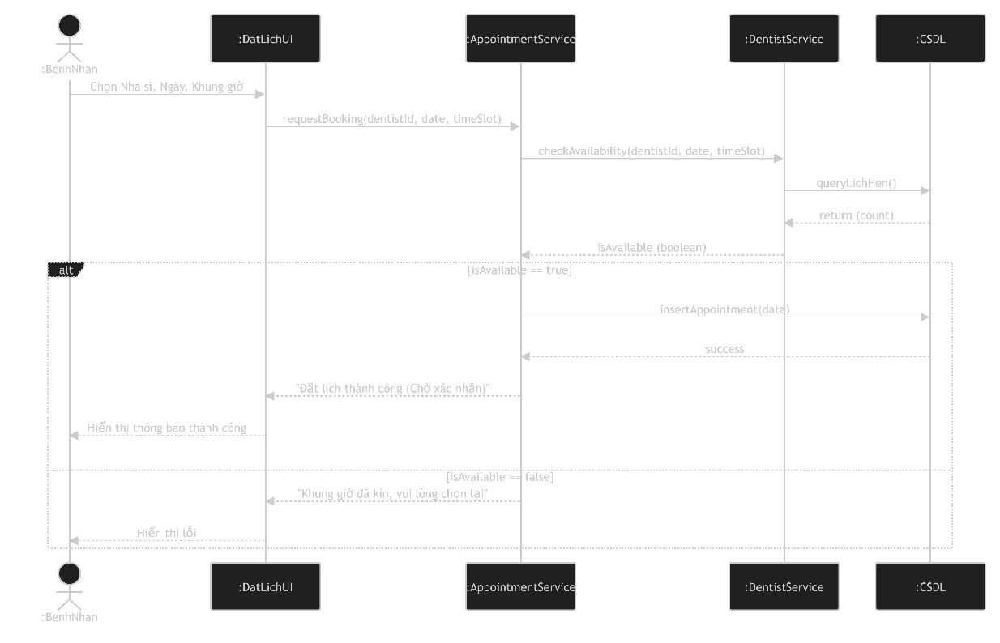 :BenhNhan
:DatLichUI
:AppointmentService
:DentistService
:CSDL
Chọn Nha sĩ, Ngày, Khung giờ
requestBooking(dentistId, date, timeSlot)
checkAvailability(dentistId, date, timeSlot)
queryLichHen()
return (count)
isAvailable (boolean)
alt
[isAvailable == true]
insertAppointment(data)
success
"Đặt lịch thành công (Chờ xác nhận)"
Hiển thị thông báo thành công
[isAvailable == false]
"Khung giờ đã kín, vui lòng chọn lại"
Hiển thị lỗi
:BenhNhan
:DatLichUI
:AppointmentService
:DentistService
:CSDL